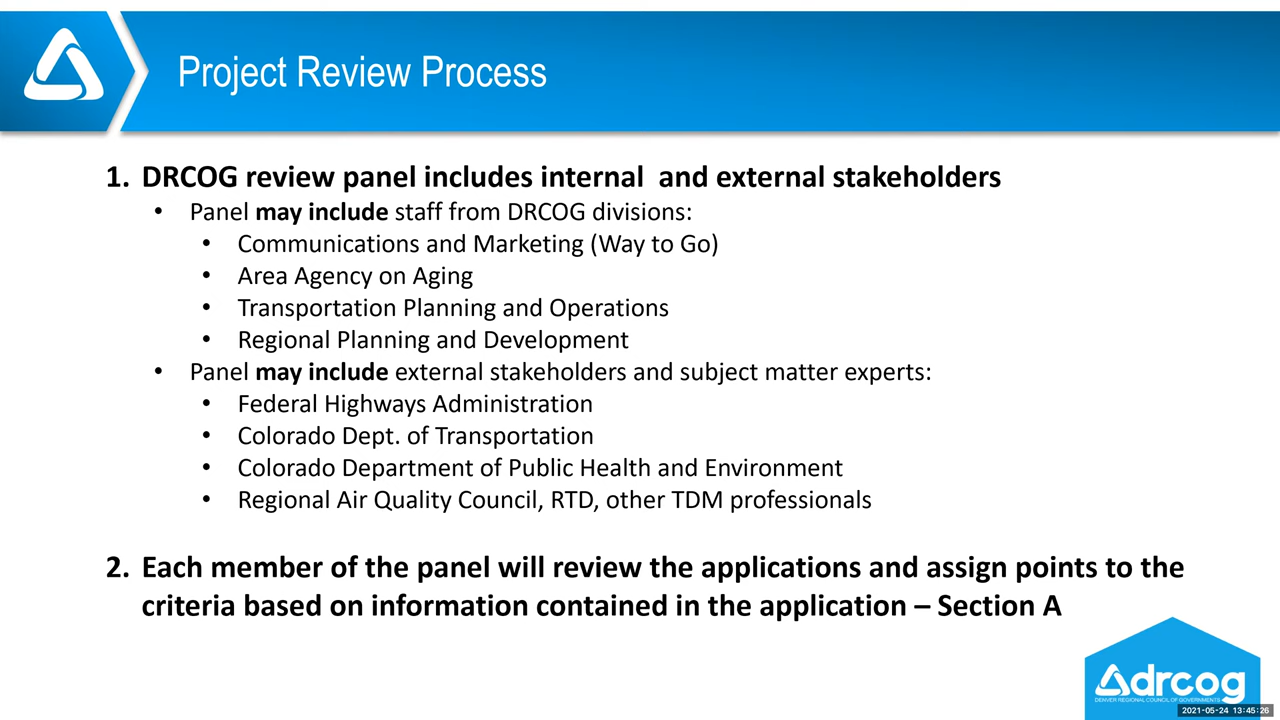 Project Review Process
1. DRCOG review panel includes internal and external stakeholders
• Panel may include staff from DRCOG divisions:
• Communications and Marketing (Way to Go)
• Area Agency on Aging
• Transportation Planning and Operations
• Regional Planning and Development
• Panel may include external stakeholders and subject matter experts:
• Federal Highways Administration
• Colorado Dept. of Transportation
• Colorado Department of Public Health and Environment
• Regional Air Quality Council, RTD, other TDM professionals
2. Each member of the panel will review the applications and assign points to the
criteria based on information contained in the application – Section A
drcog
DENVER REGIONAL COUNCIL OF GOVERNMENTS
2021-05-24 13:45:26